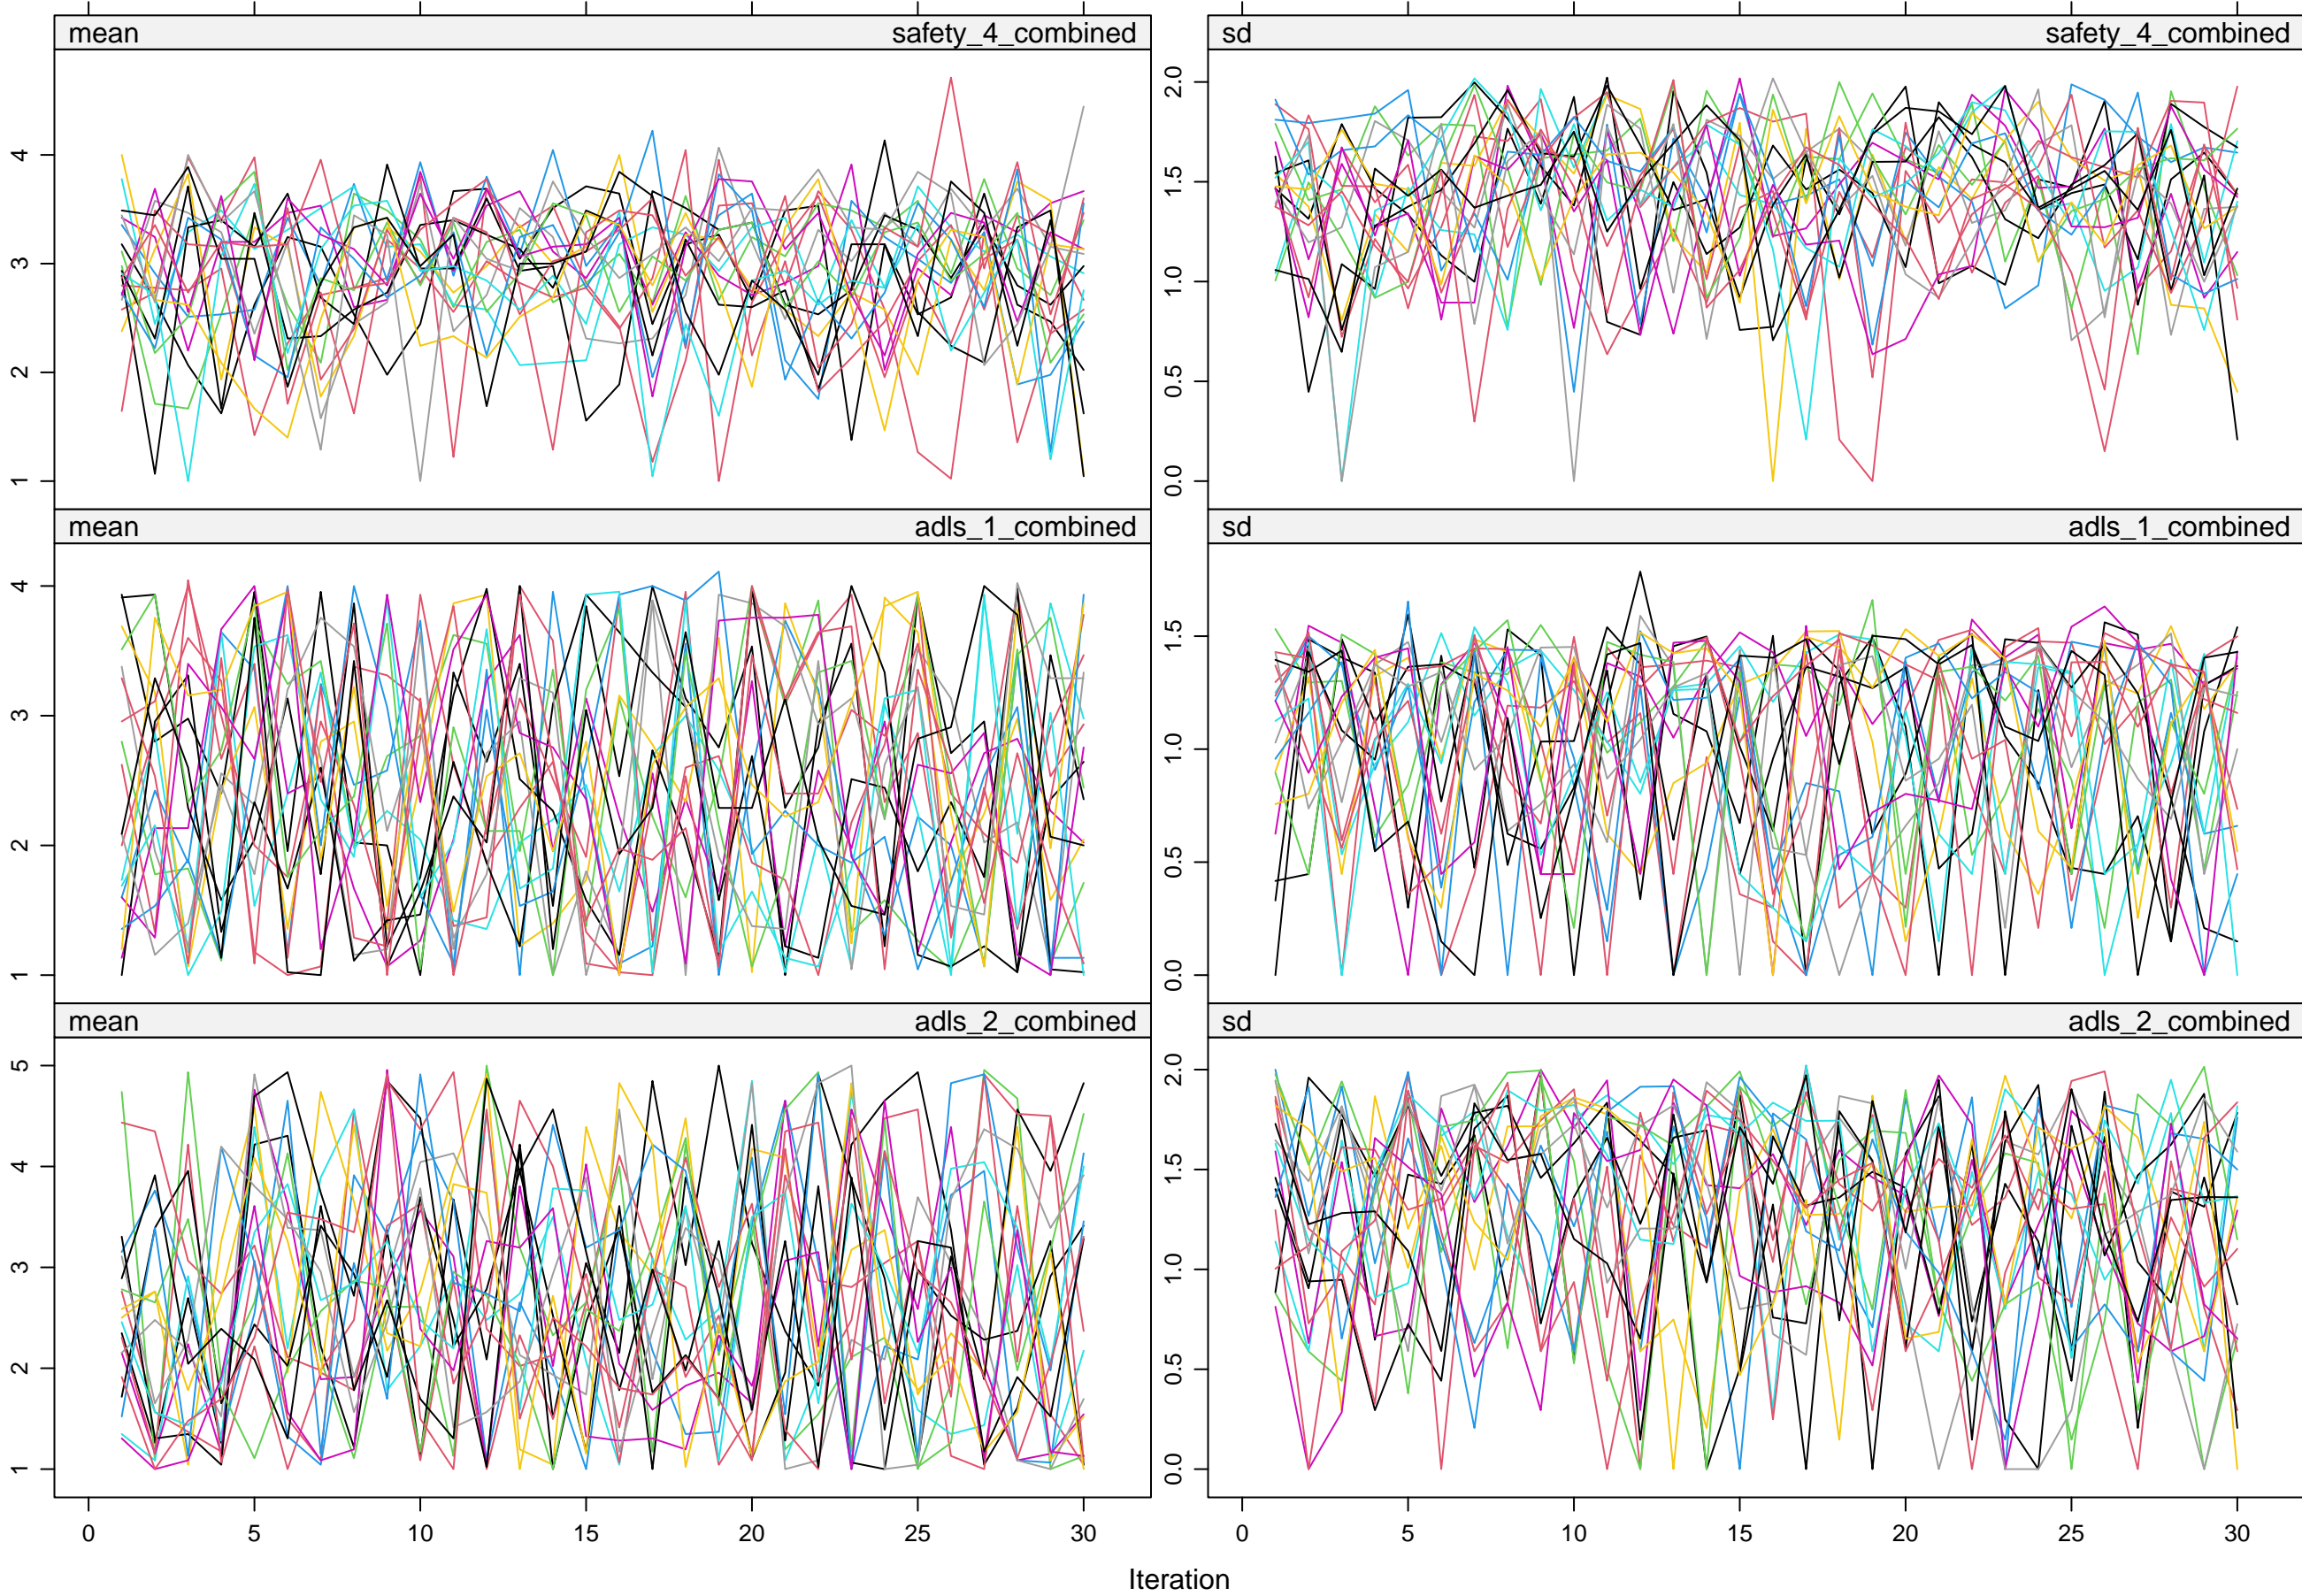 mean safety_4_combined sd safety_4_combined
1 2 3 4
0.0 0.5 1.0 1.5 2.0
mean adls_1_combined sd adls_1_combined
1 2 3 4
0.0 0.5 1.0 1.5
mean adls_2_combined sd adls_2_combined
1 2 3 4 5
0.0 0.5 1.0 1.5 2.0
0 5 10 15 20 25 30 0 5 10 15 20 25 30
Iteration